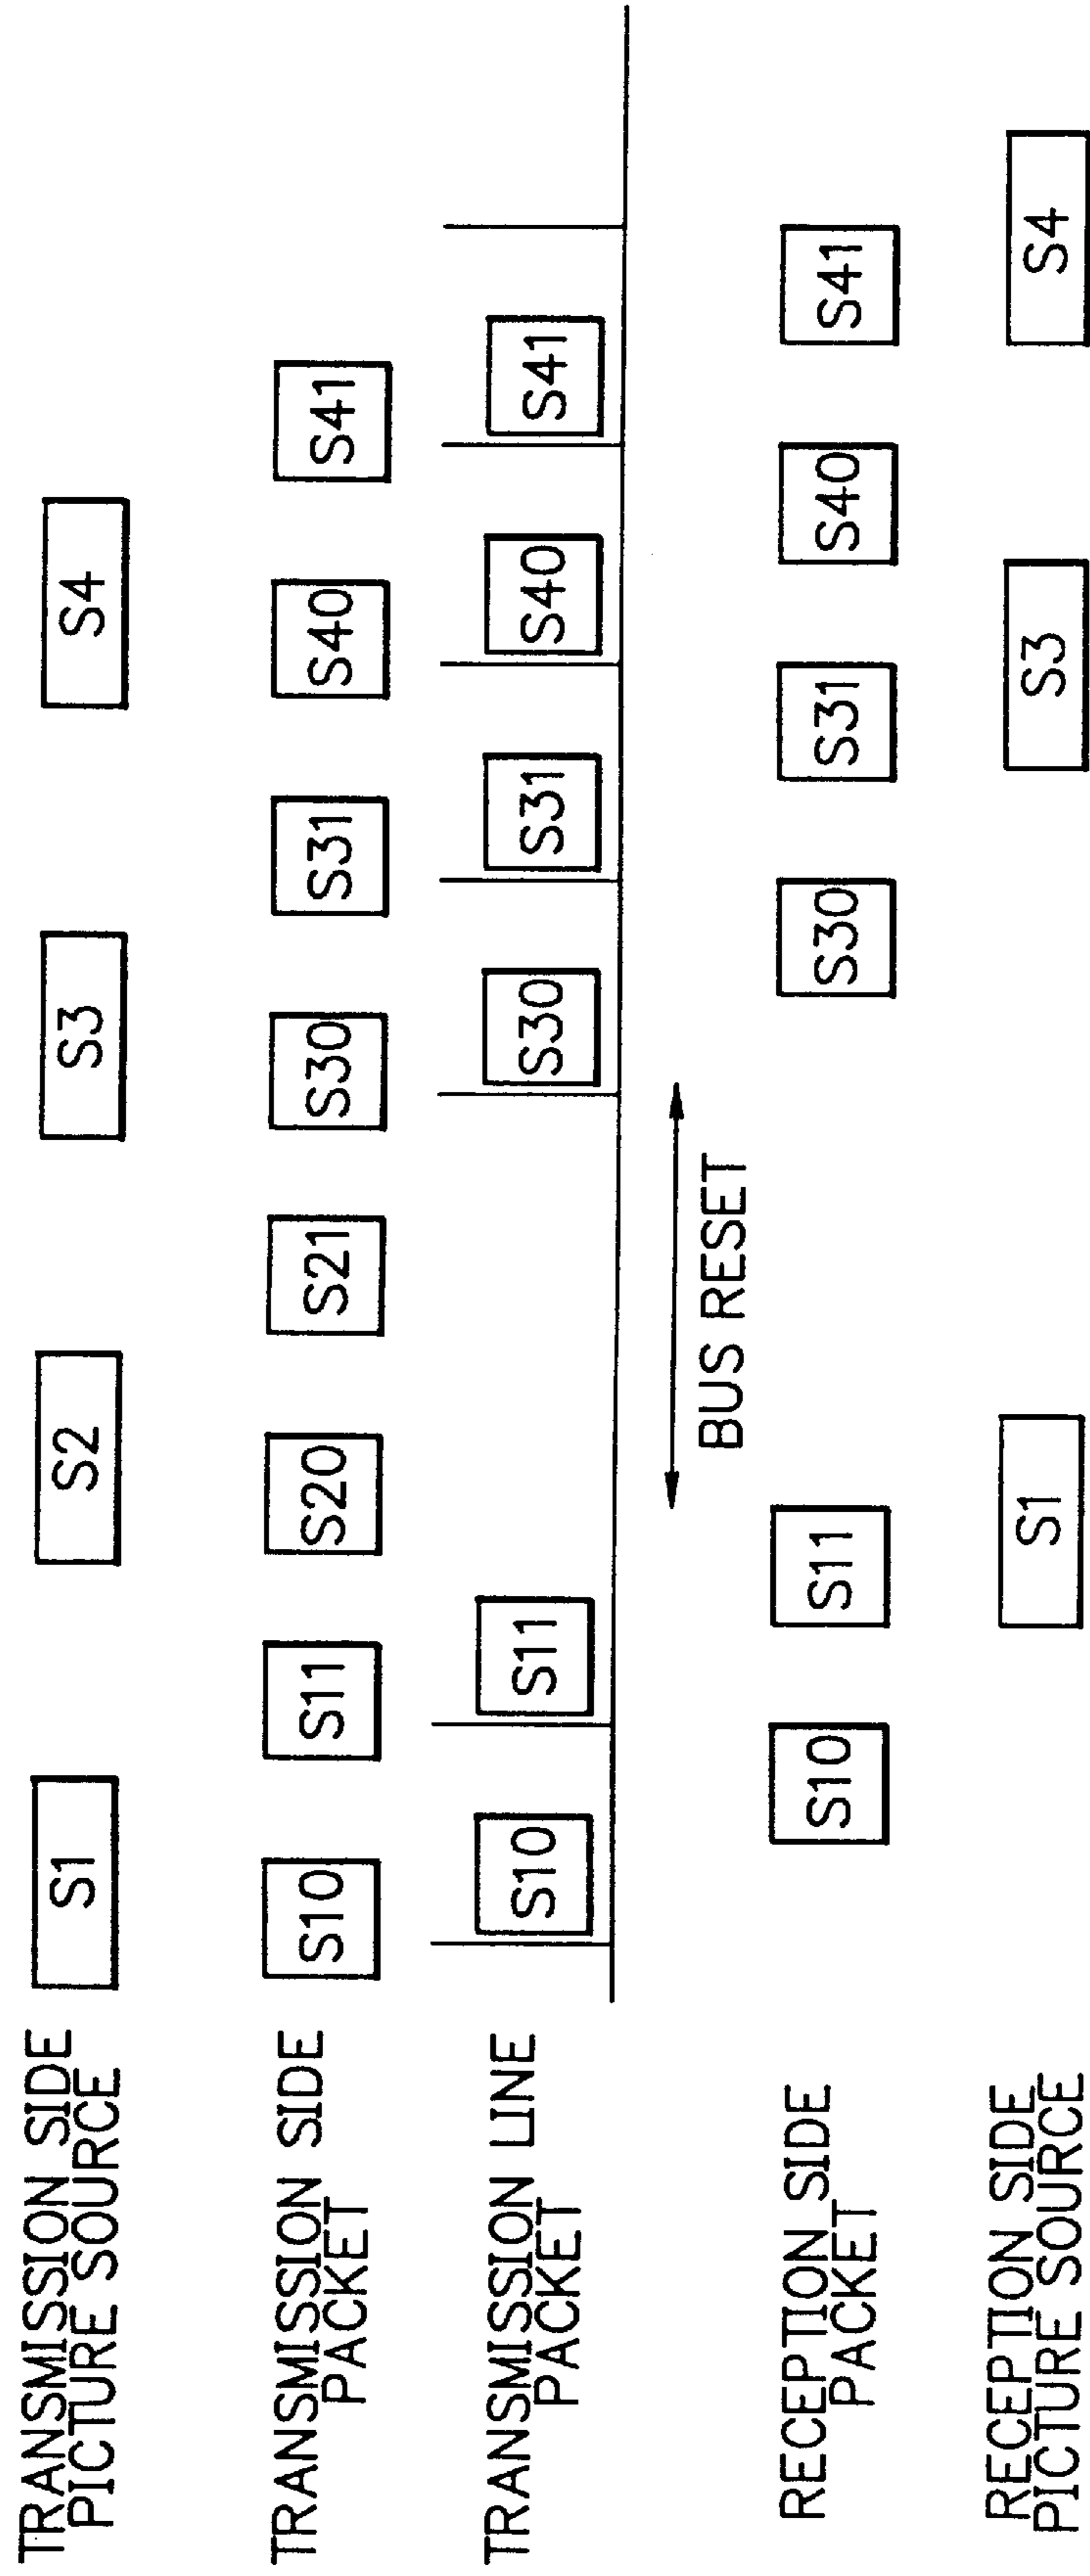 TRANSMISSION SIDE
PICTURE SOURCE
S1
S2
S3
S4
TRANSMISSION SIDE
PACKET
S10
S11
S20
S21
S30
S31
S40
S41
TRANSMISSION LINE
PACKET
S10
S11
S30
S31
S40
S41
BUS RESET
RECEPTION SIDE
PACKET
S10
S11
S30
S31
S40
S41
RECEPTION SIDE
PICTURE SOURCE
S1
S3
S4